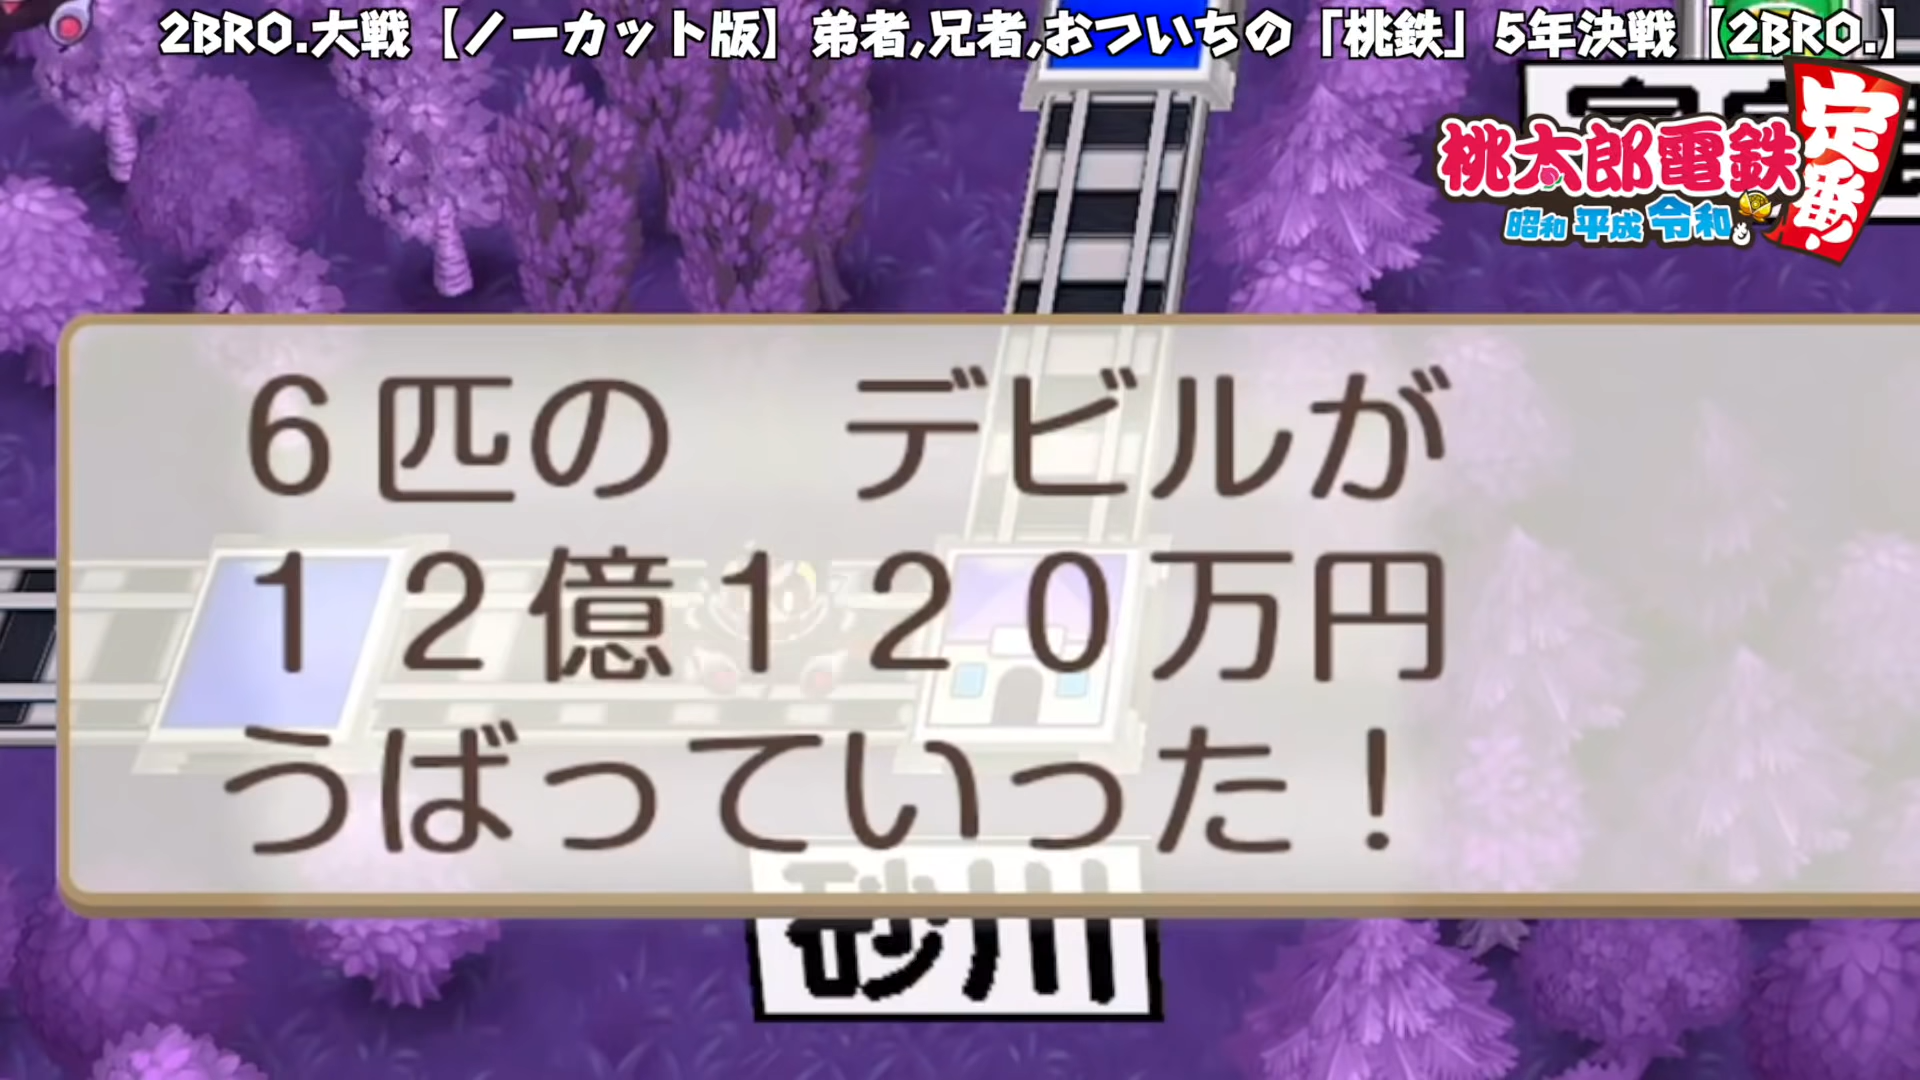 2BRO.大戦【ノーカット版】弟者,兄者,おついちの「桃鉄」5年決戦【2BRO.】
桃太郎電鉄
昭和 平成 令和
定番!
6匹の　デビルが
12億120万円
うばっていった!
砂川